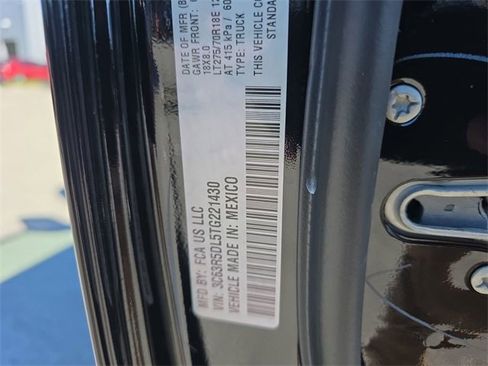 MFD BY: FCA US LLC
DATE OF MFR
GAWR FRONT:
18X8.0
LT275/70R18E
AT 415 kPa / 60
TYPE: TRUCK
THIS VEHICLE
STANDA
VIN: 3C63R5DL5TG221430
VEHICLE MADE IN: MEXICO